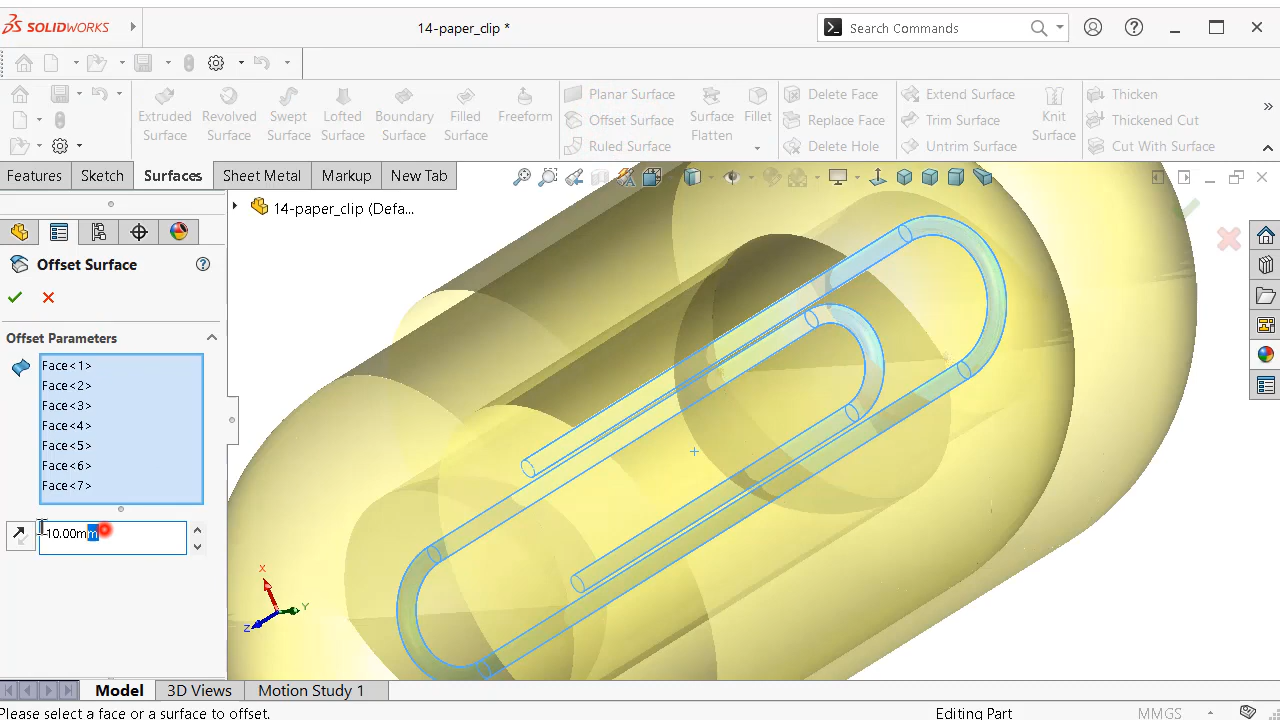 SOLIDWORKS
14-paper_clip *
Search Commands
Extruded Surface
Revolved Surface
Swept Surface
Lofted Surface
Boundary Surface
Filled Surface
Freeform
Planar Surface
Offset Surface
Ruled Surface
Surface Flatten
Fillet
Delete Face
Replace Face
Delete Hole
Extend Surface
Trim Surface
Untrim Surface
Knit Surface
Thicken
Thickened Cut
Cut With Surface
Features
Sketch
Surfaces
Sheet Metal
Markup
New Tab
14-paper_clip (Defa...
Offset Surface
Offset Parameters
Face<1>
Face<2>
Face<3>
Face<4>
Face<5>
Face<6>
Face<7>
10.00mm
X
Y
Z
Model
3D Views
Motion Study 1
Please select a face or a surface to offset.
Editing Part
MMGS